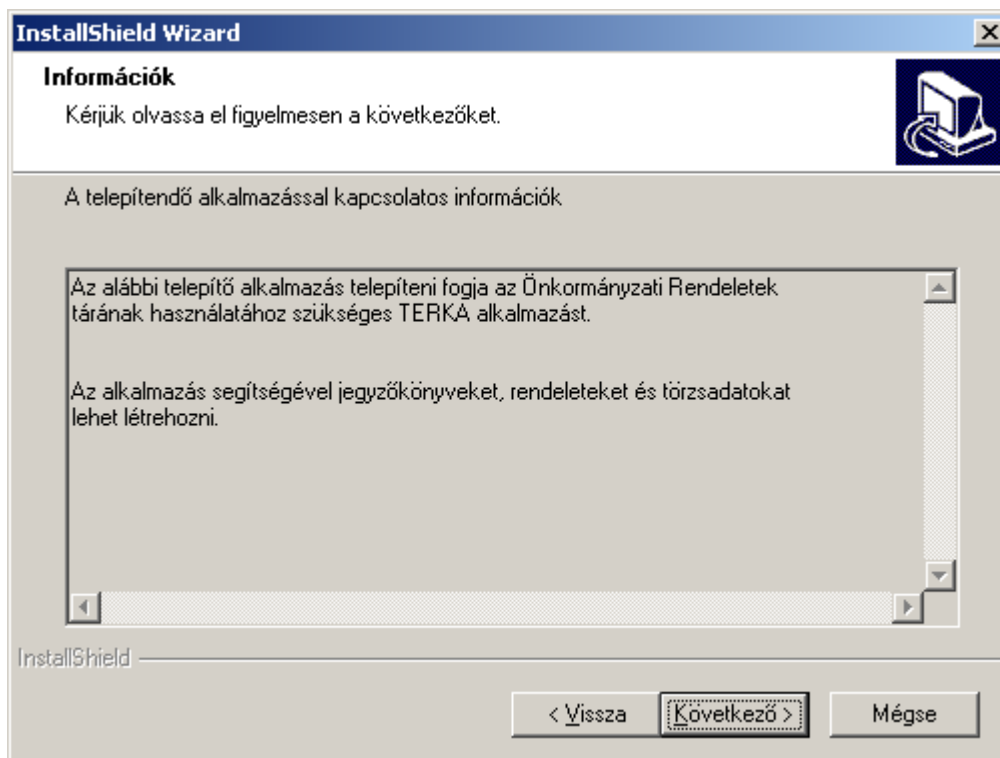 InstallShield Wizard
Információk
Kérjük olvassa el figyelmesen a következőket.
A telepítendő alkalmazással kapcsolatos információk
Az alábbi telepítő alkalmazás telepíteni fogja az Önkormányzati Rendeletek
tárának használatához szükséges TERKA alkalmazást.
Az alkalmazás segítségével jegyzőkönyveket, rendeleteket és törzsadatokat
lehet létrehozni.
InstallShield
< Vissza
Következő >
Mégse